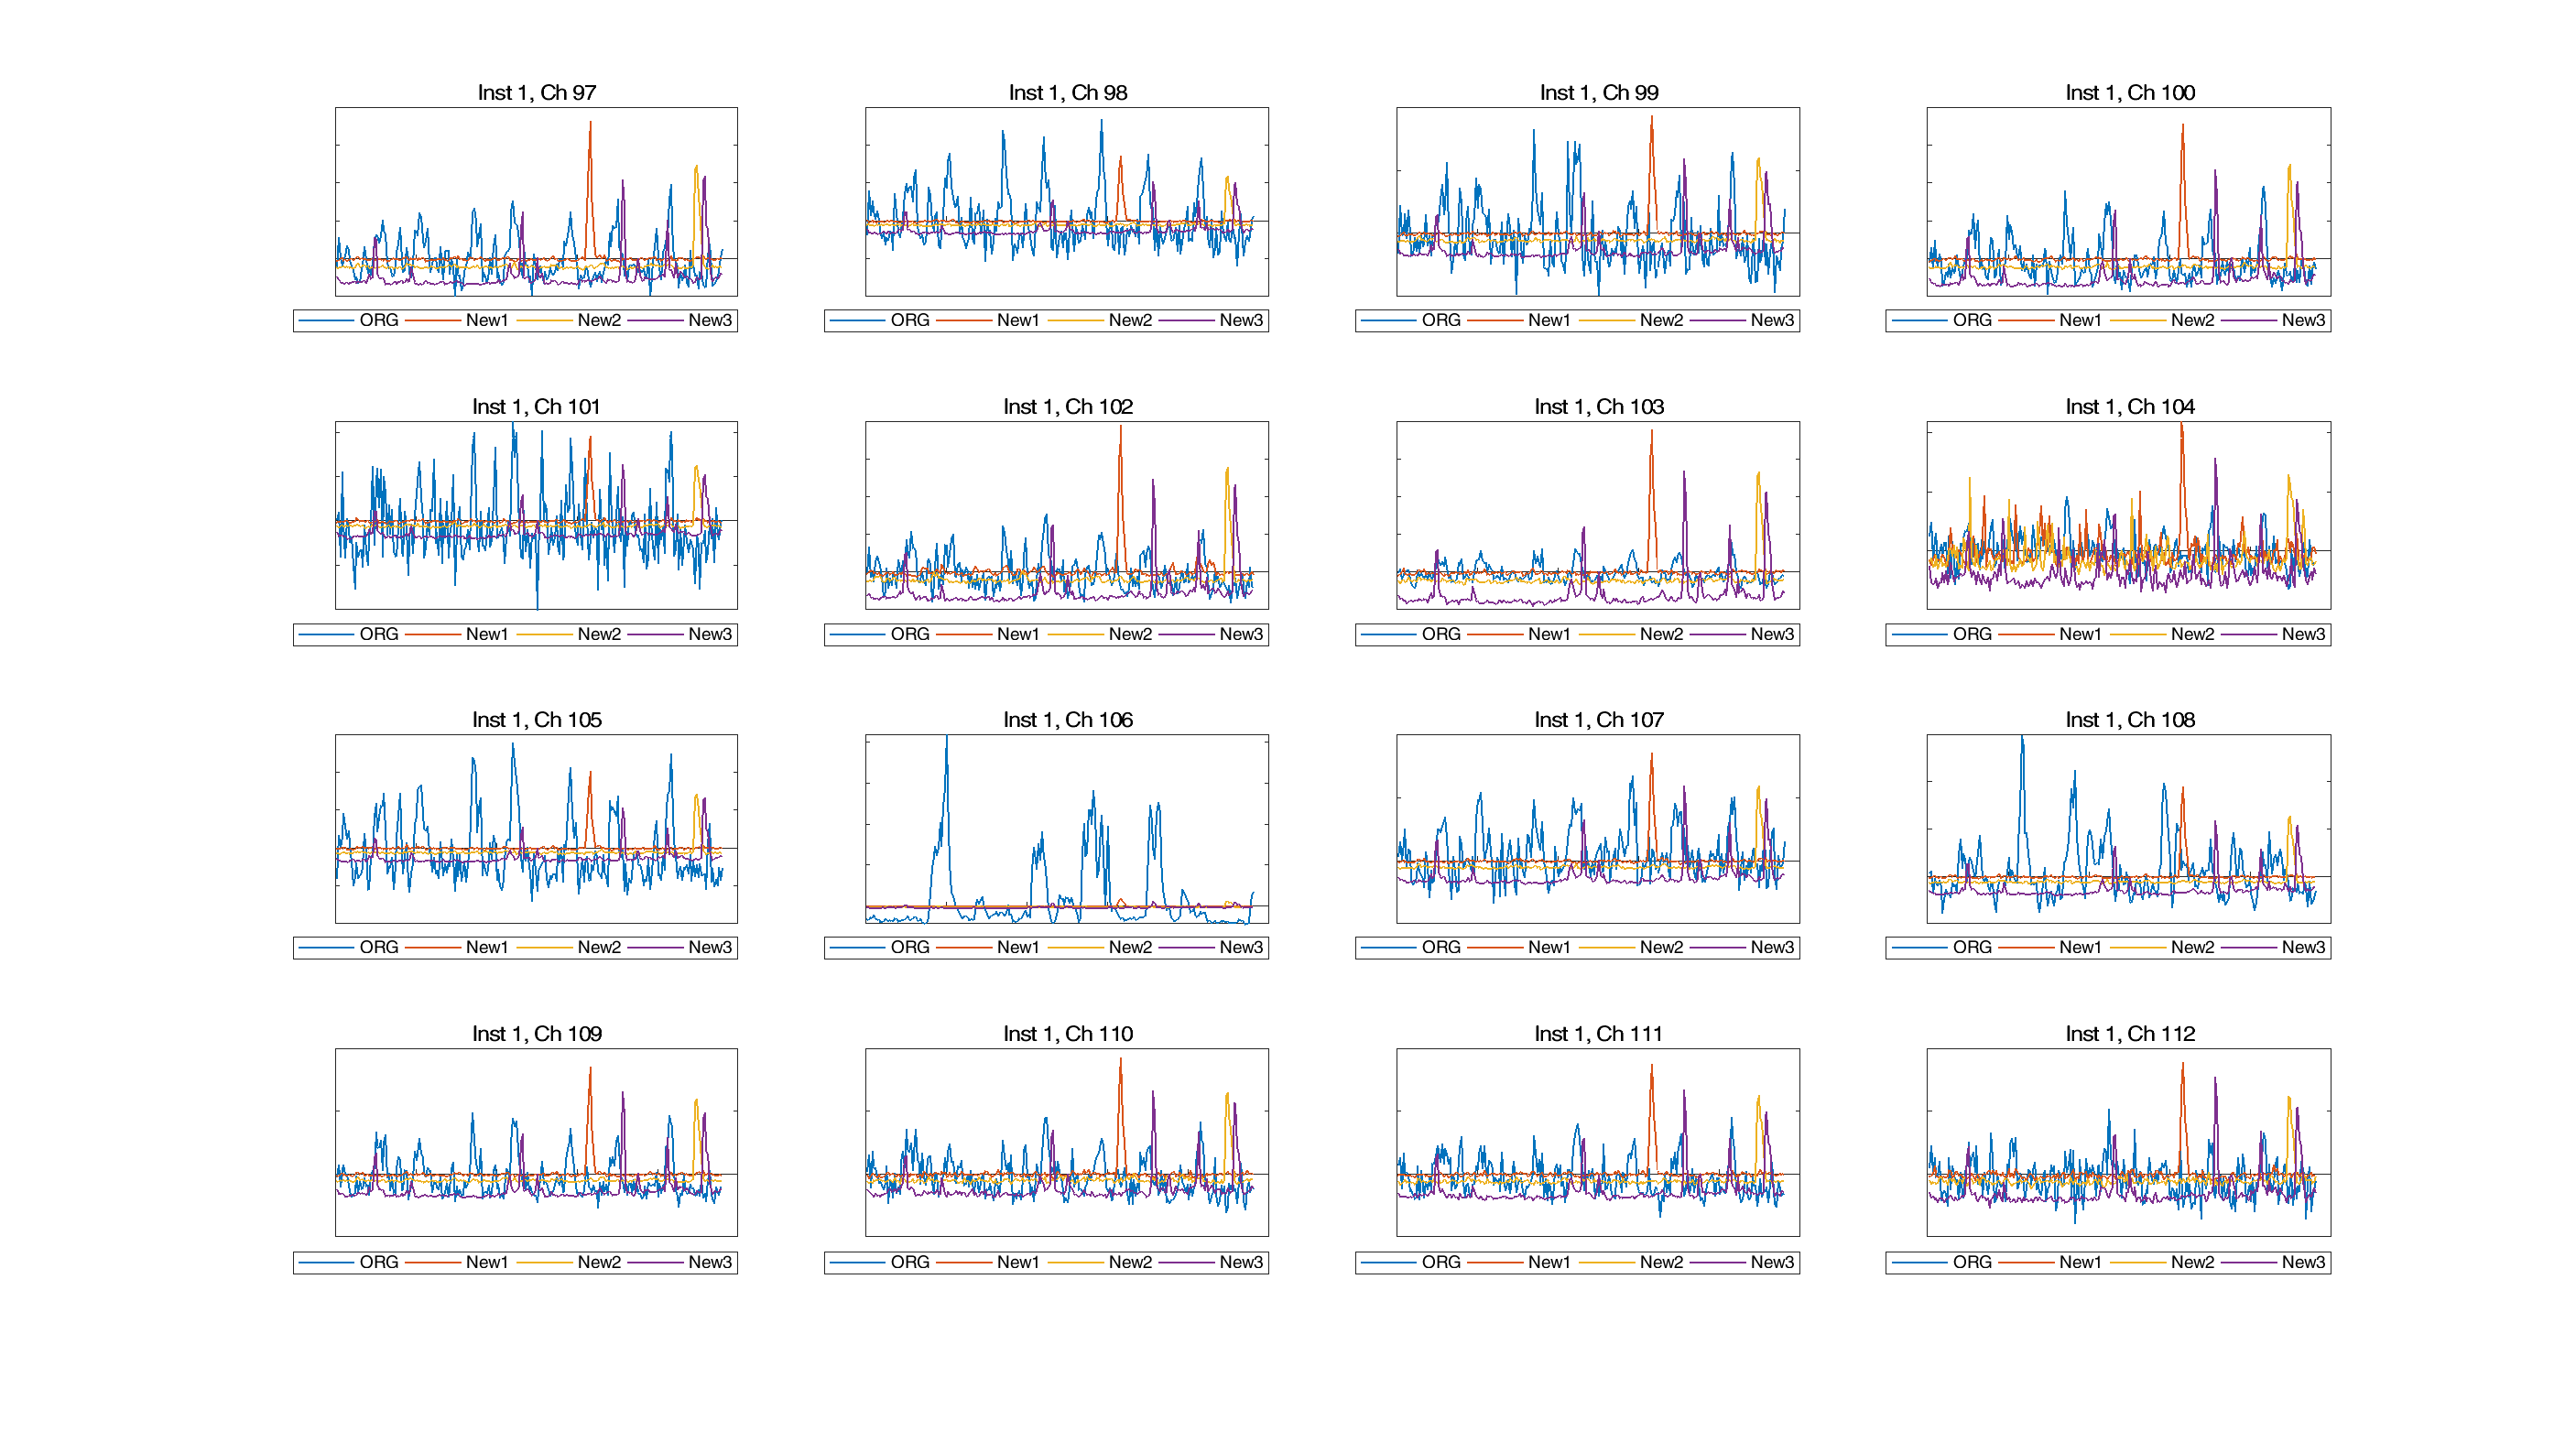 Inst 1, Ch 97
ORG New1 New2 New3
Inst 1, Ch 98
ORG New1 New2 New3
Inst 1, Ch 99
ORG New1 New2 New3
Inst 1, Ch 100
ORG New1 New2 New3
Inst 1, Ch 101
ORG New1 New2 New3
Inst 1, Ch 102
ORG New1 New2 New3
Inst 1, Ch 103
ORG New1 New2 New3
Inst 1, Ch 104
ORG New1 New2 New3
Inst 1, Ch 105
ORG New1 New2 New3
Inst 1, Ch 106
ORG New1 New2 New3
Inst 1, Ch 107
ORG New1 New2 New3
Inst 1, Ch 108
ORG New1 New2 New3
Inst 1, Ch 109
ORG New1 New2 New3
Inst 1, Ch 110
ORG New1 New2 New3
Inst 1, Ch 111
ORG New1 New2 New3
Inst 1, Ch 112
ORG New1 New2 New3